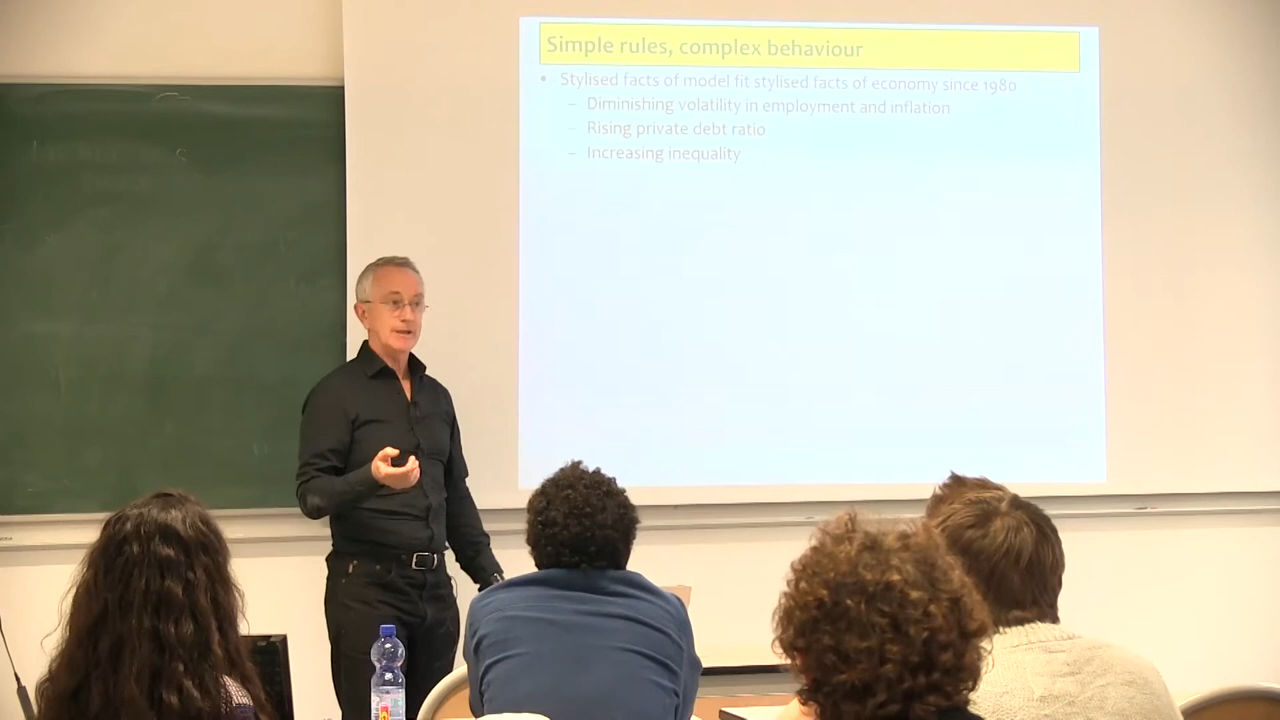 Simple rules, complex behaviour
• Stylised facts of model fit stylised facts of economy since 1980
– Diminishing volatility in employment and inflation
– Rising private debt ratio
– Increasing inequality